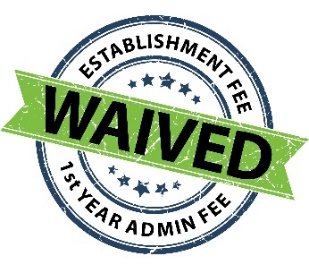 ESTABLISHMENT FEE
WAIVED
1st YEAR ADMIN FEE